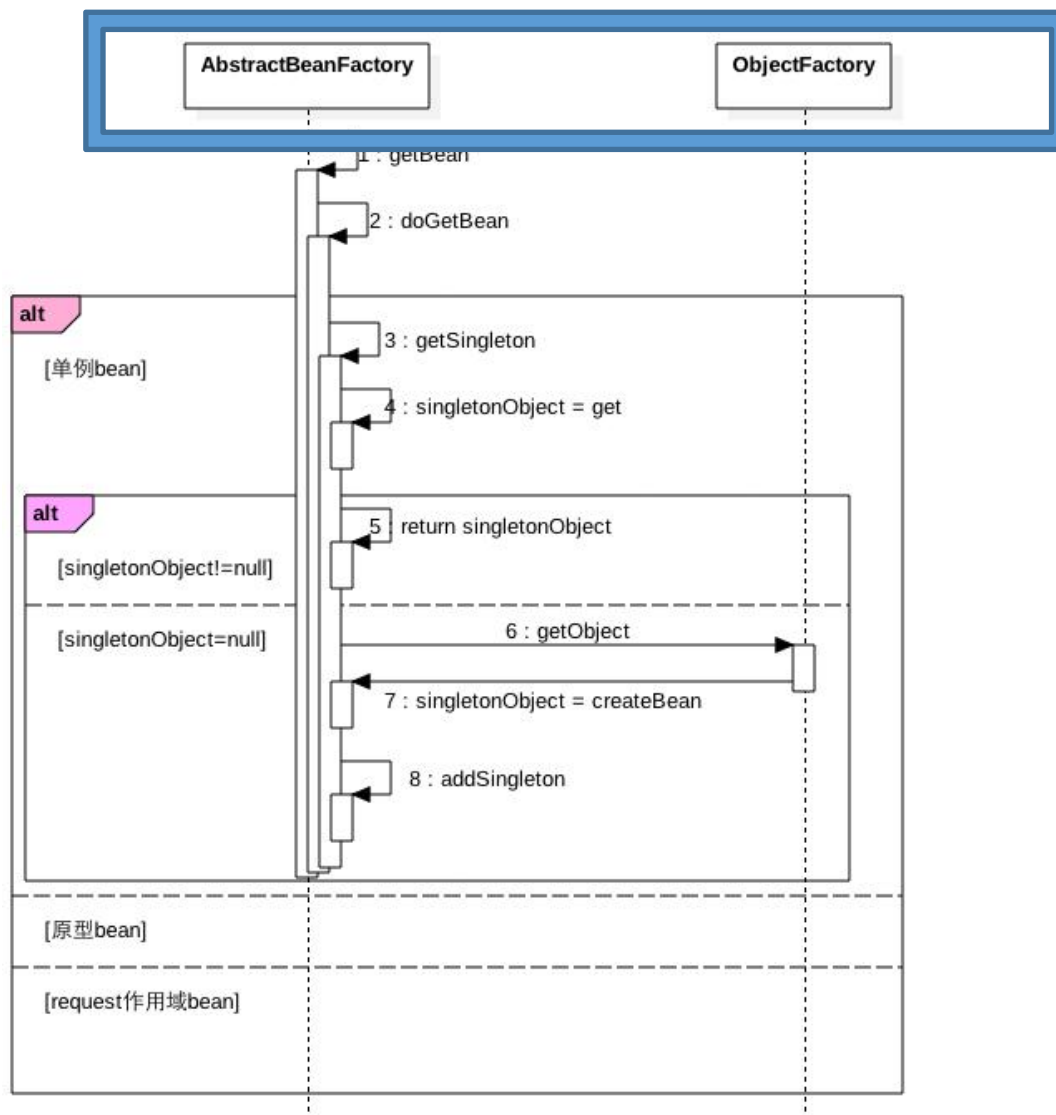 AbstractBeanFactory
ObjectFactory
1 : getBean
2 : doGetBean
alt
3 : getSingleton
[单例bean]
4 : singletonObject = get
alt
5 : return singletonObject
[singletonObject!=null]
6 : getObject
[singletonObject=null]
7 : singletonObject = createBean
8 : addSingleton
[原型bean]
[request作用域bean]